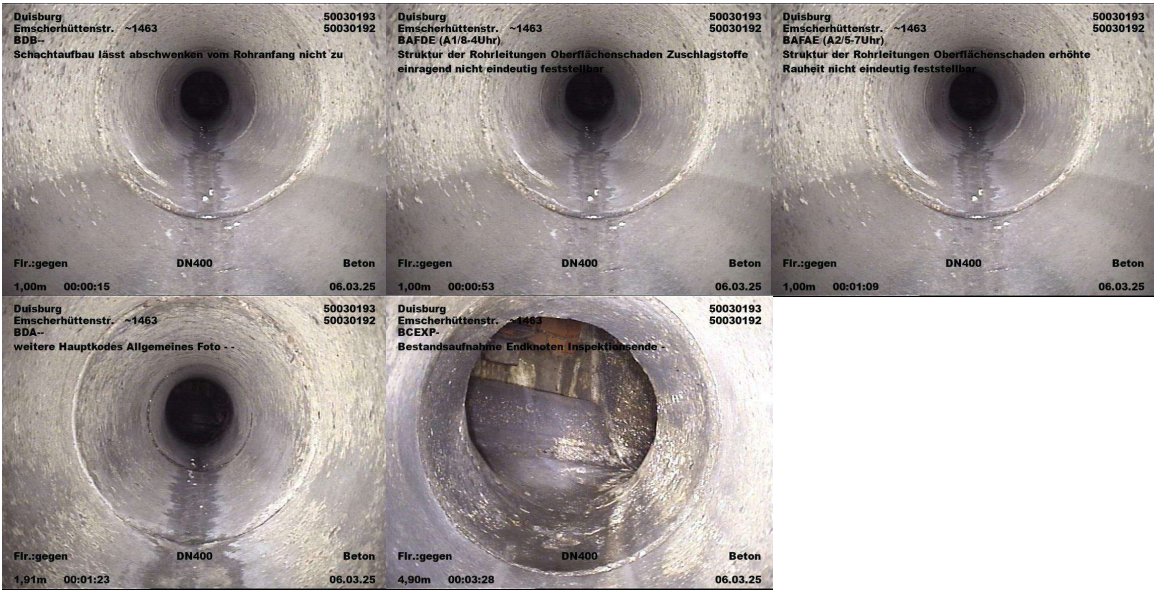 Duisburg 50030193
Emscherhüttenstr. ~1463 50030192
BDB--
Schachtaufbau lässt abschwenken vom Rohranfang nicht zu
Flr.:gegen DN400 Beton
1,00m 00:00:15 06.03.25
Duisburg 50030193
Emscherhüttenstr. ~1463 50030192
BAFDE (A1/8-4Uhr)
Struktur der Rohrleitungen Oberflächenschaden Zuschlagstoffe
einragend nicht eindeutig feststellbar
Flr.:gegen DN400 Beton
1,00m 00:00:53 06.03.25
Duisburg 50030193
Emscherhüttenstr. ~1463 50030192
BAFAE (A2/5-7Uhr)
Struktur der Rohrleitungen Oberflächenschaden erhöhte
Rauheit nicht eindeutig feststellbar
Flr.:gegen DN400 Beton
1,00m 00:01:09 06.03.25
Duisburg 50030193
Emscherhüttenstr. ~1463 50030192
BDA--
weitere Hauptkodes Allgemeines Foto - -
Flr.:gegen DN400 Beton
1,91m 00:01:23 06.03.25
Duisburg 50030193
Emscherhüttenstr. ~1463 50030192
BCEXP-
Bestandsaufnahme Endknoten Inspektionsende -
Flr.:gegen DN400 Beton
4,90m 00:03:28 06.03.25